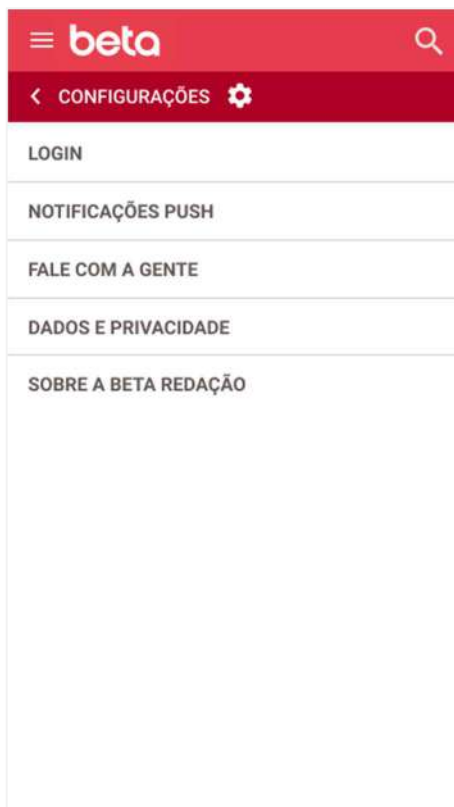 beta
CONFIGURAÇÕES
LOGIN
NOTIFICAÇÕES PUSH
FALE COM A GENTE
DADOS E PRIVACIDADE
SOBRE A BETA REDAÇÃO